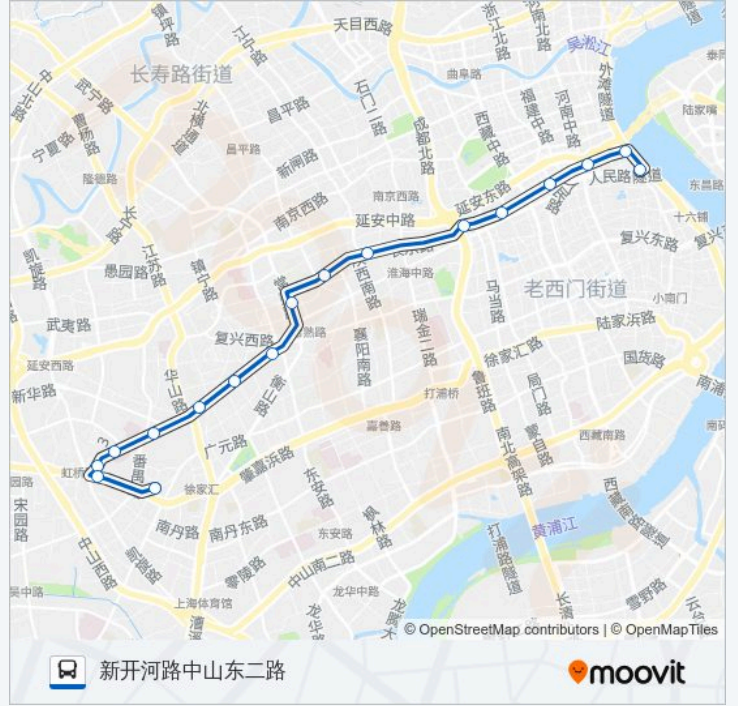 镇坪路
江宁路
天目西路
浙江北路
河南北路
吴淞江
外滩隧道
中山北路
武宁路
曹杨路
长寿路街道
曲阜路
陆家嘴
北横通道
昌平路
石门二路
成都北路
西藏中路
福建中路
河南中路
宁夏路
昌平路
新闸路
隆德路
南京西路
人民路隧道
东昌路
长宁路
江苏路
南京西路
延安中路
延安东路
十六铺
复兴东路
凯旋路
愚园路
镇宁路
淮海中路
马当路
老西门街道
小南门
武夷路
复兴西路
襄阳南路
瑞金二路
陆家浜路
延安西路
徐家汇路
国货路
新华路
华山路
衡山路
打浦桥
鲁班路
局门路
蒙自路
嘉善路
西藏南路
广元路
肇嘉浜路
南北高架路
虹桥
番禺
徐家汇
东安路
宋园路
南丹路
南丹东路
东安路
枫林路
打浦路隧道
黄浦江
西藏南路隧道
中山西路
凯旋路
零陵路
中山南二路
龙华中路
雪野路
上海体育馆
© OpenStreetMap contributors | © OpenMapTiles
新开河路中山东二路
moovit